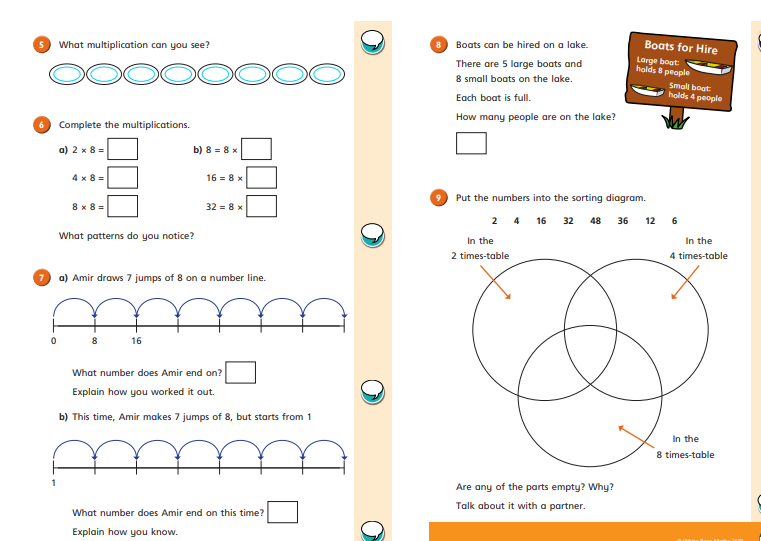 5 What multiplication can you see?
6 Complete the multiplications.
a) 2 × 8 =
4 × 8 =
8 × 8 =
b) 8 = 8 ×
16 = 8 ×
32 = 8 ×
What patterns do you notice?
7 a) Amir draws 7 jumps of 8 on a number line.
0 8 16
What number does Amir end on?
Explain how you worked it out.
b) This time, Amir makes 7 jumps of 8, but starts from 1
1
What number does Amir end on this time?
Explain how you know.
8 Boats can be hired on a lake.
There are 5 large boats and
8 small boats on the lake.
Each boat is full.
How many people are on the lake?
Boats for Hire
Large boat:
holds 8 people
Small boat:
holds 4 people
9 Put the numbers into the sorting diagram.
2 4 16 32 48 36 12 6
In the
2 times-table
In the
4 times-table
In the
8 times-table
Are any of the parts empty? Why?
Talk about it with a partner.